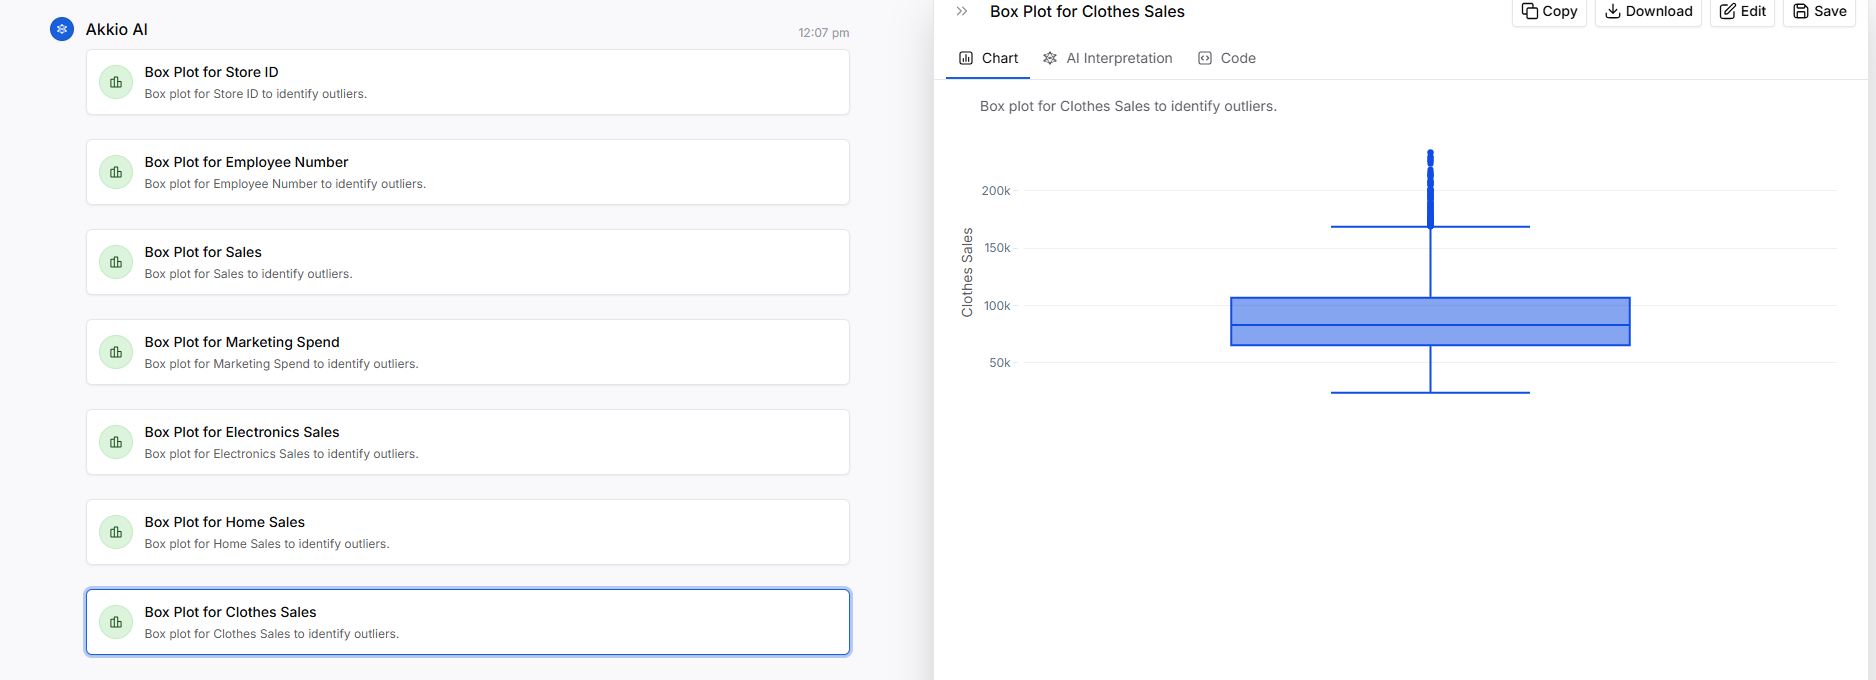 Akkio AI
12:07 pm
Box Plot for Store ID
Box plot for Store ID to identify outliers.
Box Plot for Employee Number
Box plot for Employee Number to identify outliers.
Box Plot for Sales
Box plot for Sales to identify outliers.
Box Plot for Marketing Spend
Box plot for Marketing Spend to identify outliers.
Box Plot for Electronics Sales
Box plot for Electronics Sales to identify outliers.
Box Plot for Home Sales
Box plot for Home Sales to identify outliers.
Box Plot for Clothes Sales
Box plot for Clothes Sales to identify outliers.
Box Plot for Clothes Sales
Copy
Download
Edit
Save
Chart
AI Interpretation
Code
Box plot for Clothes Sales to identify outliers.
Clothes Sales
200k
150k
100k
50k